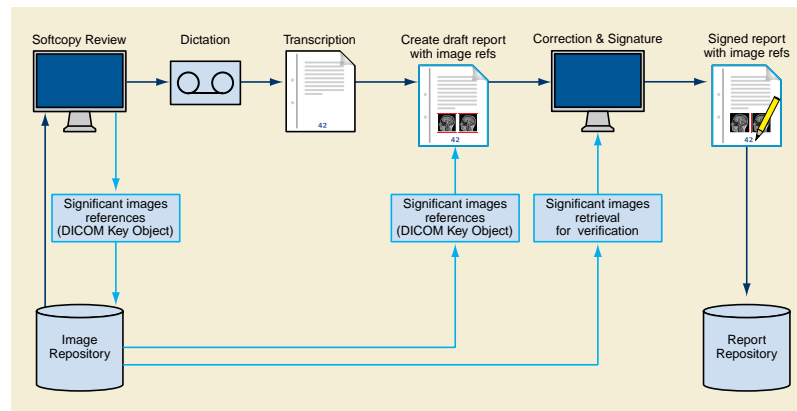 Softcopy Review
Dictation
Transcription
Create draft report
with image refs
Correction & Signature
Signed report
with image refs
42
42
42
Significant images
references
(DICOM Key Object)
Significant images
references
(DICOM Key Object)
Significant images
retrieval
for verification
Image
Repository
Report
Repository